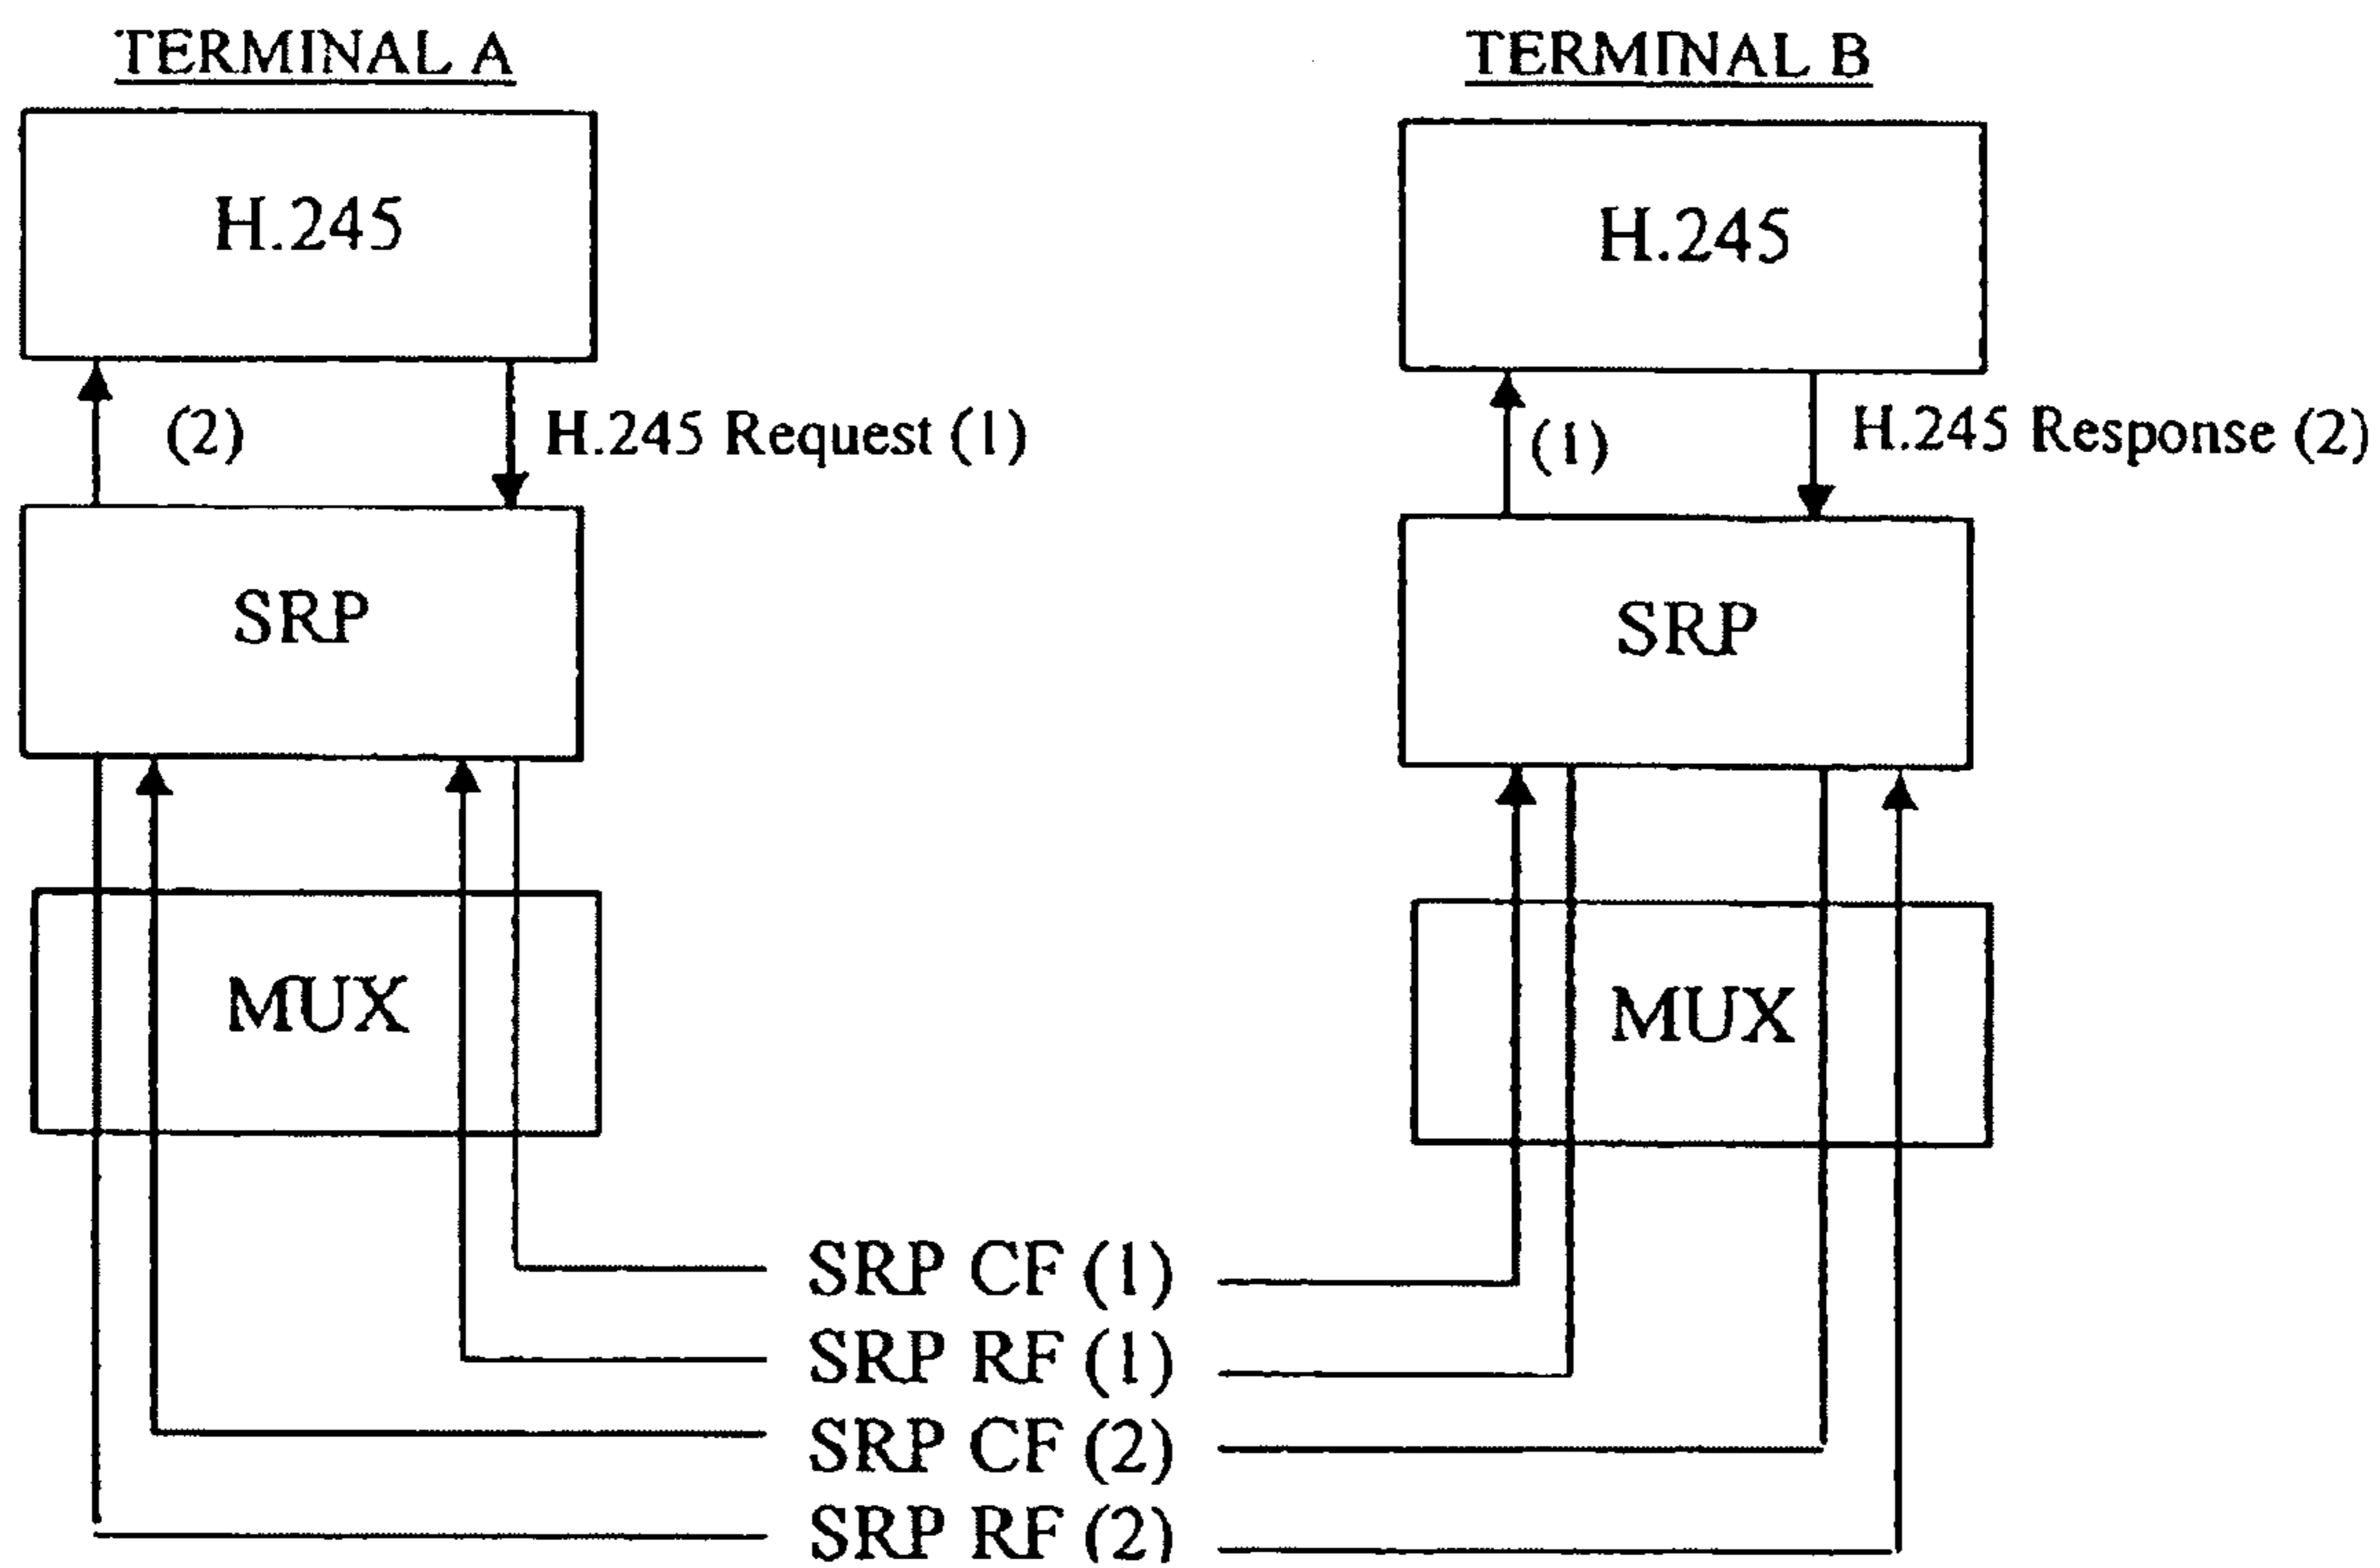 TERMINAL A
TERMINAL B
H.245
H.245
(2)
H.245 Request (1)
(1)
H.245 Response (2)
SRP
SRP
MUX
MUX
SRP CF (1)
SRP RF (1)
SRP CF (2)
SRP RF (2)